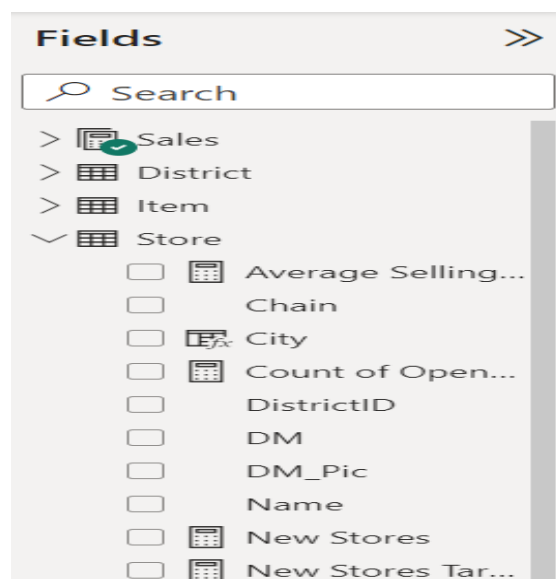 Fields
Search
Sales
District
Item
Store
Average Selling...
Chain
City
Count of Open...
DistrictID
DM
DM_Pic
Name
New Stores
New Stores Tar...